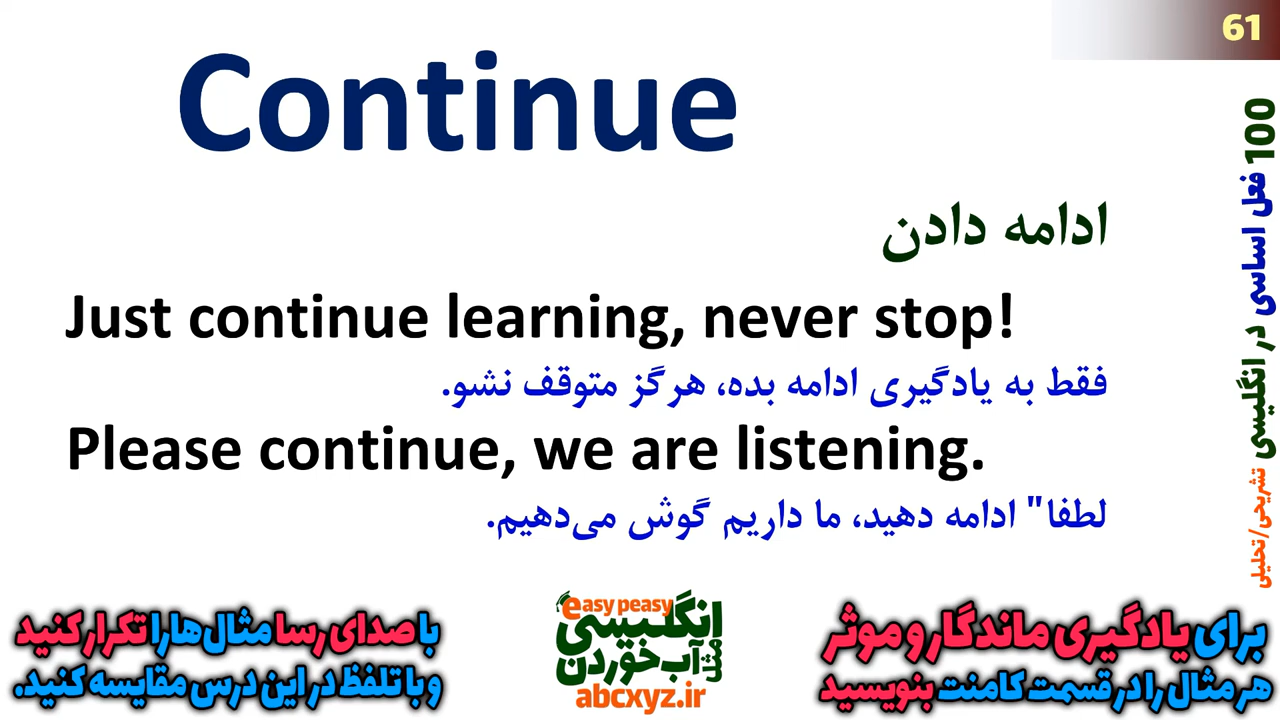 61
Continue
ادامه دادن
Just continue learning, never stop!
فقط به یادگیری ادامه بده، هرگز متوقف نشو.
Please continue, we are listening.
لطفا" ادامه دهید، ما داریم گوش می‌دهیم.
100 فعل اساسی در انگلیسی تشریحی/تحلیلی
برای یادگیری ماندگار و موثر
هر مثال را در قسمت کامنت بنویسید
easy peasy
انگلیسی
مثل آب خوردن
abcxyz.ir
با صدای رسا مثال‌ها را تکرار کنید
و با تلفظ در این درس مقایسه کنید.